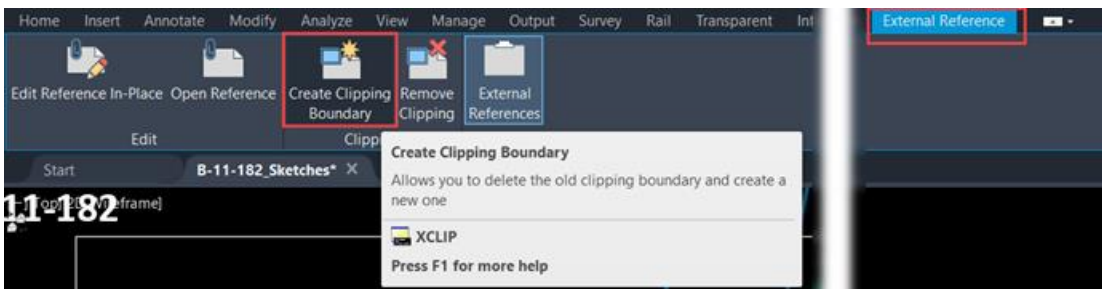 Home Insert Annotate Modify Analyze View Manage Output Survey Rail Transparent Inf External Reference
Edit Reference In-Place Open Reference Create Clipping Boundary Remove Clipping External References
Edit Clipp
Start B-11-182_Sketches*
Create Clipping Boundary
Allows you to delete the old clipping boundary and create a
new one
XCLIP
Press F1 for more help
11-182